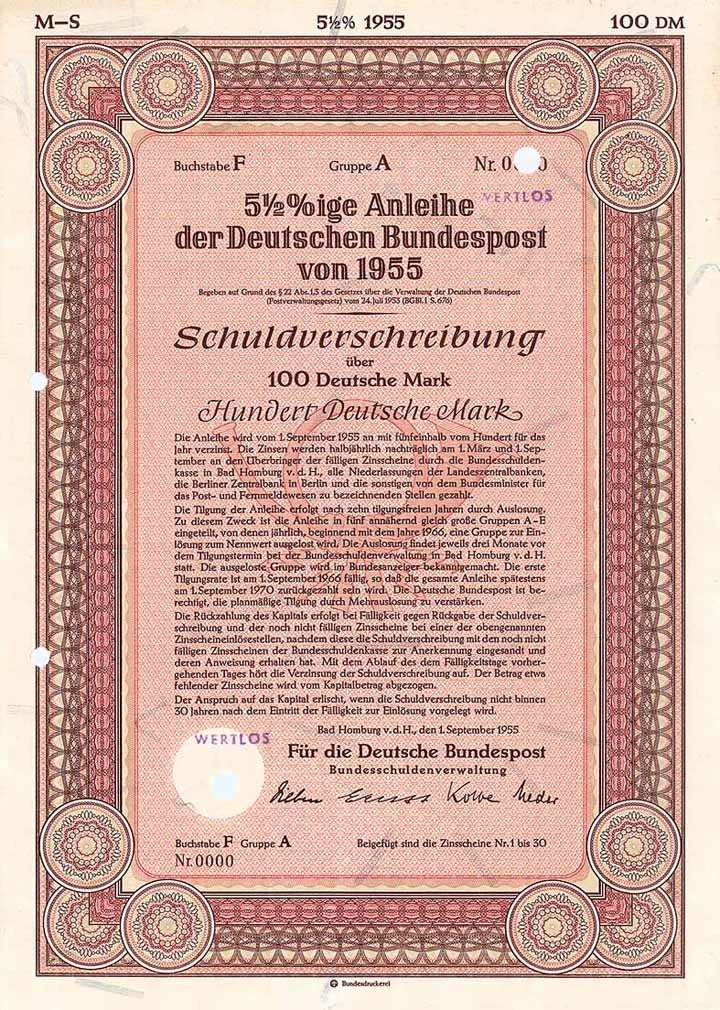 M–S 5½% 1955 100 DM
Buchstabe F Gruppe A Nr. 0 0
WERTLOS
5½%ige Anleihe
der Deutschen Bundespost
von 1955
Begeben auf Grund des § 22 Abs. 1,3 des Gesetzes über die Verwaltung der Deutschen Bundespost
(Postverwaltungsgesetz) vom 24. Juli 1953 (BGBl. I S. 676)
Schuldverschreibung
über
100 Deutsche Mark
Hundert Deutsche Mark
Die Anleihe wird vom 1. September 1955 an mit fünfeinhalb vom Hundert für das
Jahr verzinst. Die Zinsen werden halbjährlich nachträglich am 1. März und 1. Sep-
tember an den Überbringer der fälligen Zinsscheine durch die Bundesschulden-
kasse in Bad Homburg v. d. H., alle Niederlassungen der Landeszentralbanken,
die Berliner Zentralbank in Berlin und die sonstigen von dem Bundesminister für
das Post- und Fernmeldewesen zu bezeichnenden Stellen gezahlt.
Die Tilgung der Anleihe erfolgt nach zehn tilgungsfreien Jahren durch Auslosung.
Zu diesem Zweck ist die Anleihe in fünf annähernd gleich große Gruppen A–E
eingeteilt, von denen jährlich, beginnend mit dem Jahre 1966, eine Gruppe zur Ein-
lösung zum Nennwert ausgelost wird. Die Auslosung findet jeweils drei Monate vor
dem Tilgungstermin bei der Bundesschuldenverwaltung in Bad Homburg v. d. H.
statt. Die ausgeloste Gruppe wird im Bundesanzeiger bekanntgemacht. Die erste
Tilgungsrate ist am 1. September 1966 fällig, so daß die gesamte Anleihe spätestens
am 1. September 1970 zurückgezahlt sein wird. Die Deutsche Bundespost ist be-
rechtigt, die planmäßige Tilgung durch Mehrauslosung zu verstärken.
Die Rückzahlung des Kapitals erfolgt bei Fälligkeit gegen Rückgabe der Schuldver-
schreibung und der noch nicht fälligen Zinsscheine bei einer der obengenannten
Zinsscheineinlösestellen, nachdem diese die Schuldverschreibung mit den noch nicht
fälligen Zinsscheinen der Bundesschuldenkasse zur Anerkennung eingesandt und
deren Anweisung erhalten hat. Mit dem Ablauf des dem Fälligkeitstage vorher-
gehenden Tages hört die Verzinsung der Schuldverschreibung auf. Der Betrag etwa
fehlender Zinsscheine wird vom Kapitalbetrag abgezogen.
Der Anspruch auf das Kapital erlischt, wenn die Schuldverschreibung nicht binnen
30 Jahren nach dem Eintritt der Fälligkeit zur Einlösung vorgelegt wird.
Bad Homburg v. d. H., den 1. September 1955
WERTLOS
Für die Deutsche Bundespost
Bundesschuldenverwaltung
Buchstabe F Gruppe A Beigefügt sind die Zinsscheine Nr. 1 bis 30
Nr. 0000
Bundesdruckerei